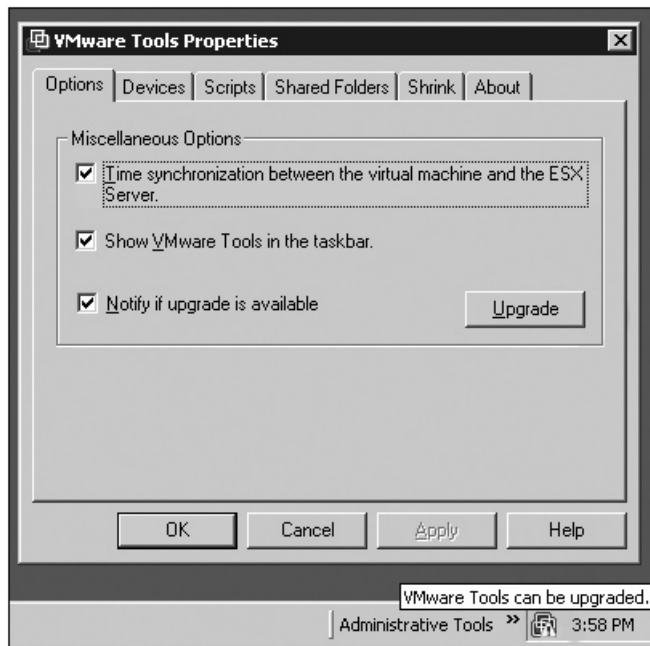 VMware Tools Properties
Options Devices Scripts Shared Folders Shrink About
Miscellaneous Options
Time synchronization between the virtual machine and the ESX
Server.
Show VMware Tools in the taskbar.
Notify if upgrade is available
Upgrade
OK Cancel Apply Help
VMware Tools can be upgraded.
Administrative Tools » 3:58 PM